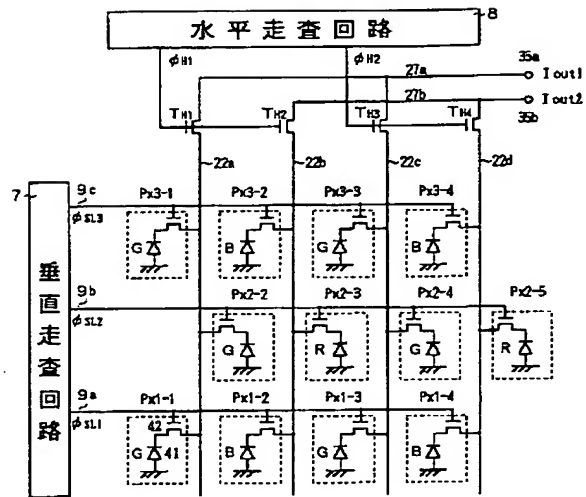 8
水平走査回路
φH1 φH2 35a
27a Iout1
27b Iout2
TH1 TH2 TH3 TH4 35b
22a 22b 22c 22d
7 9c Px3-1 Px3-2 Px3-3 Px3-4
φSL3
G B G B
垂直走査回路
9b Px2-2 Px2-3 Px2-4 Px2-5
φSL2
G R G R
9a Px1-1 Px1-2 Px1-3 Px1-4
φSL1 42
G 41 B G B